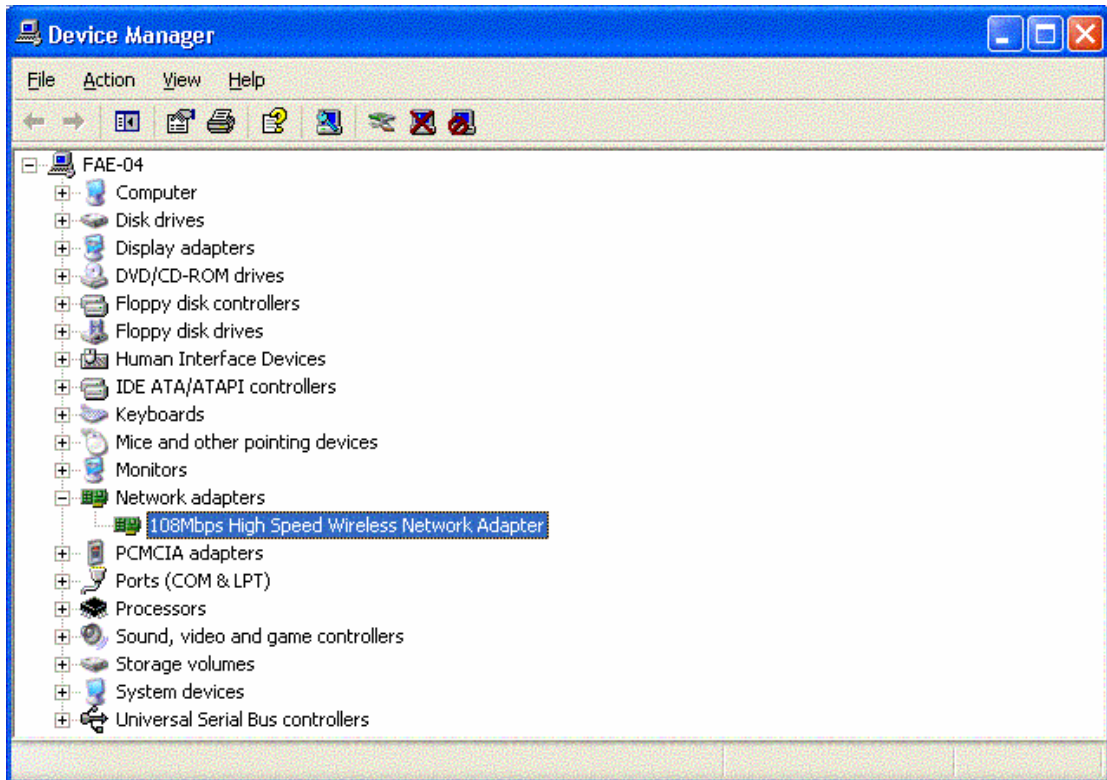 Device Manager
File Action View Help
FAE-04
Computer
Disk drives
Display adapters
DVD/CD-ROM drives
Floppy disk controllers
Floppy disk drives
Human Interface Devices
IDE ATA/ATAPI controllers
Keyboards
Mice and other pointing devices
Monitors
Network adapters
108Mbps High Speed Wireless Network Adapter
PCMCIA adapters
Ports (COM & LPT)
Processors
Sound, video and game controllers
Storage volumes
System devices
Universal Serial Bus controllers